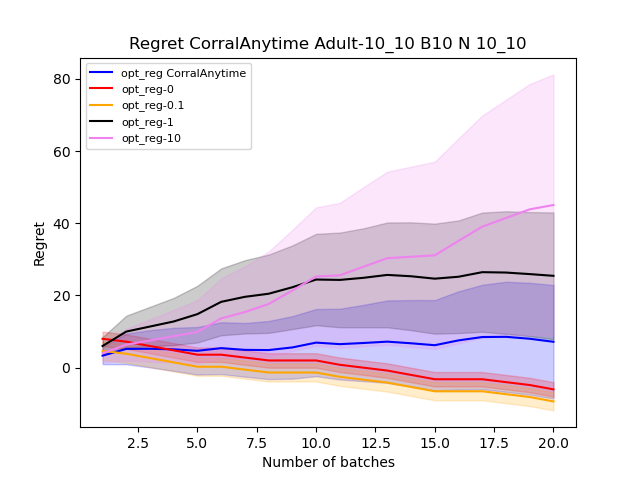 Regret CorralAnytime Adult-10_10 B10 N 10_10
opt_reg CorralAnytime
opt_reg-0
opt_reg-0.1
opt_reg-1
opt_reg-10
80
60
40
20
0
Regret
2.5 5.0 7.5 10.0 12.5 15.0 17.5 20.0
Number of batches